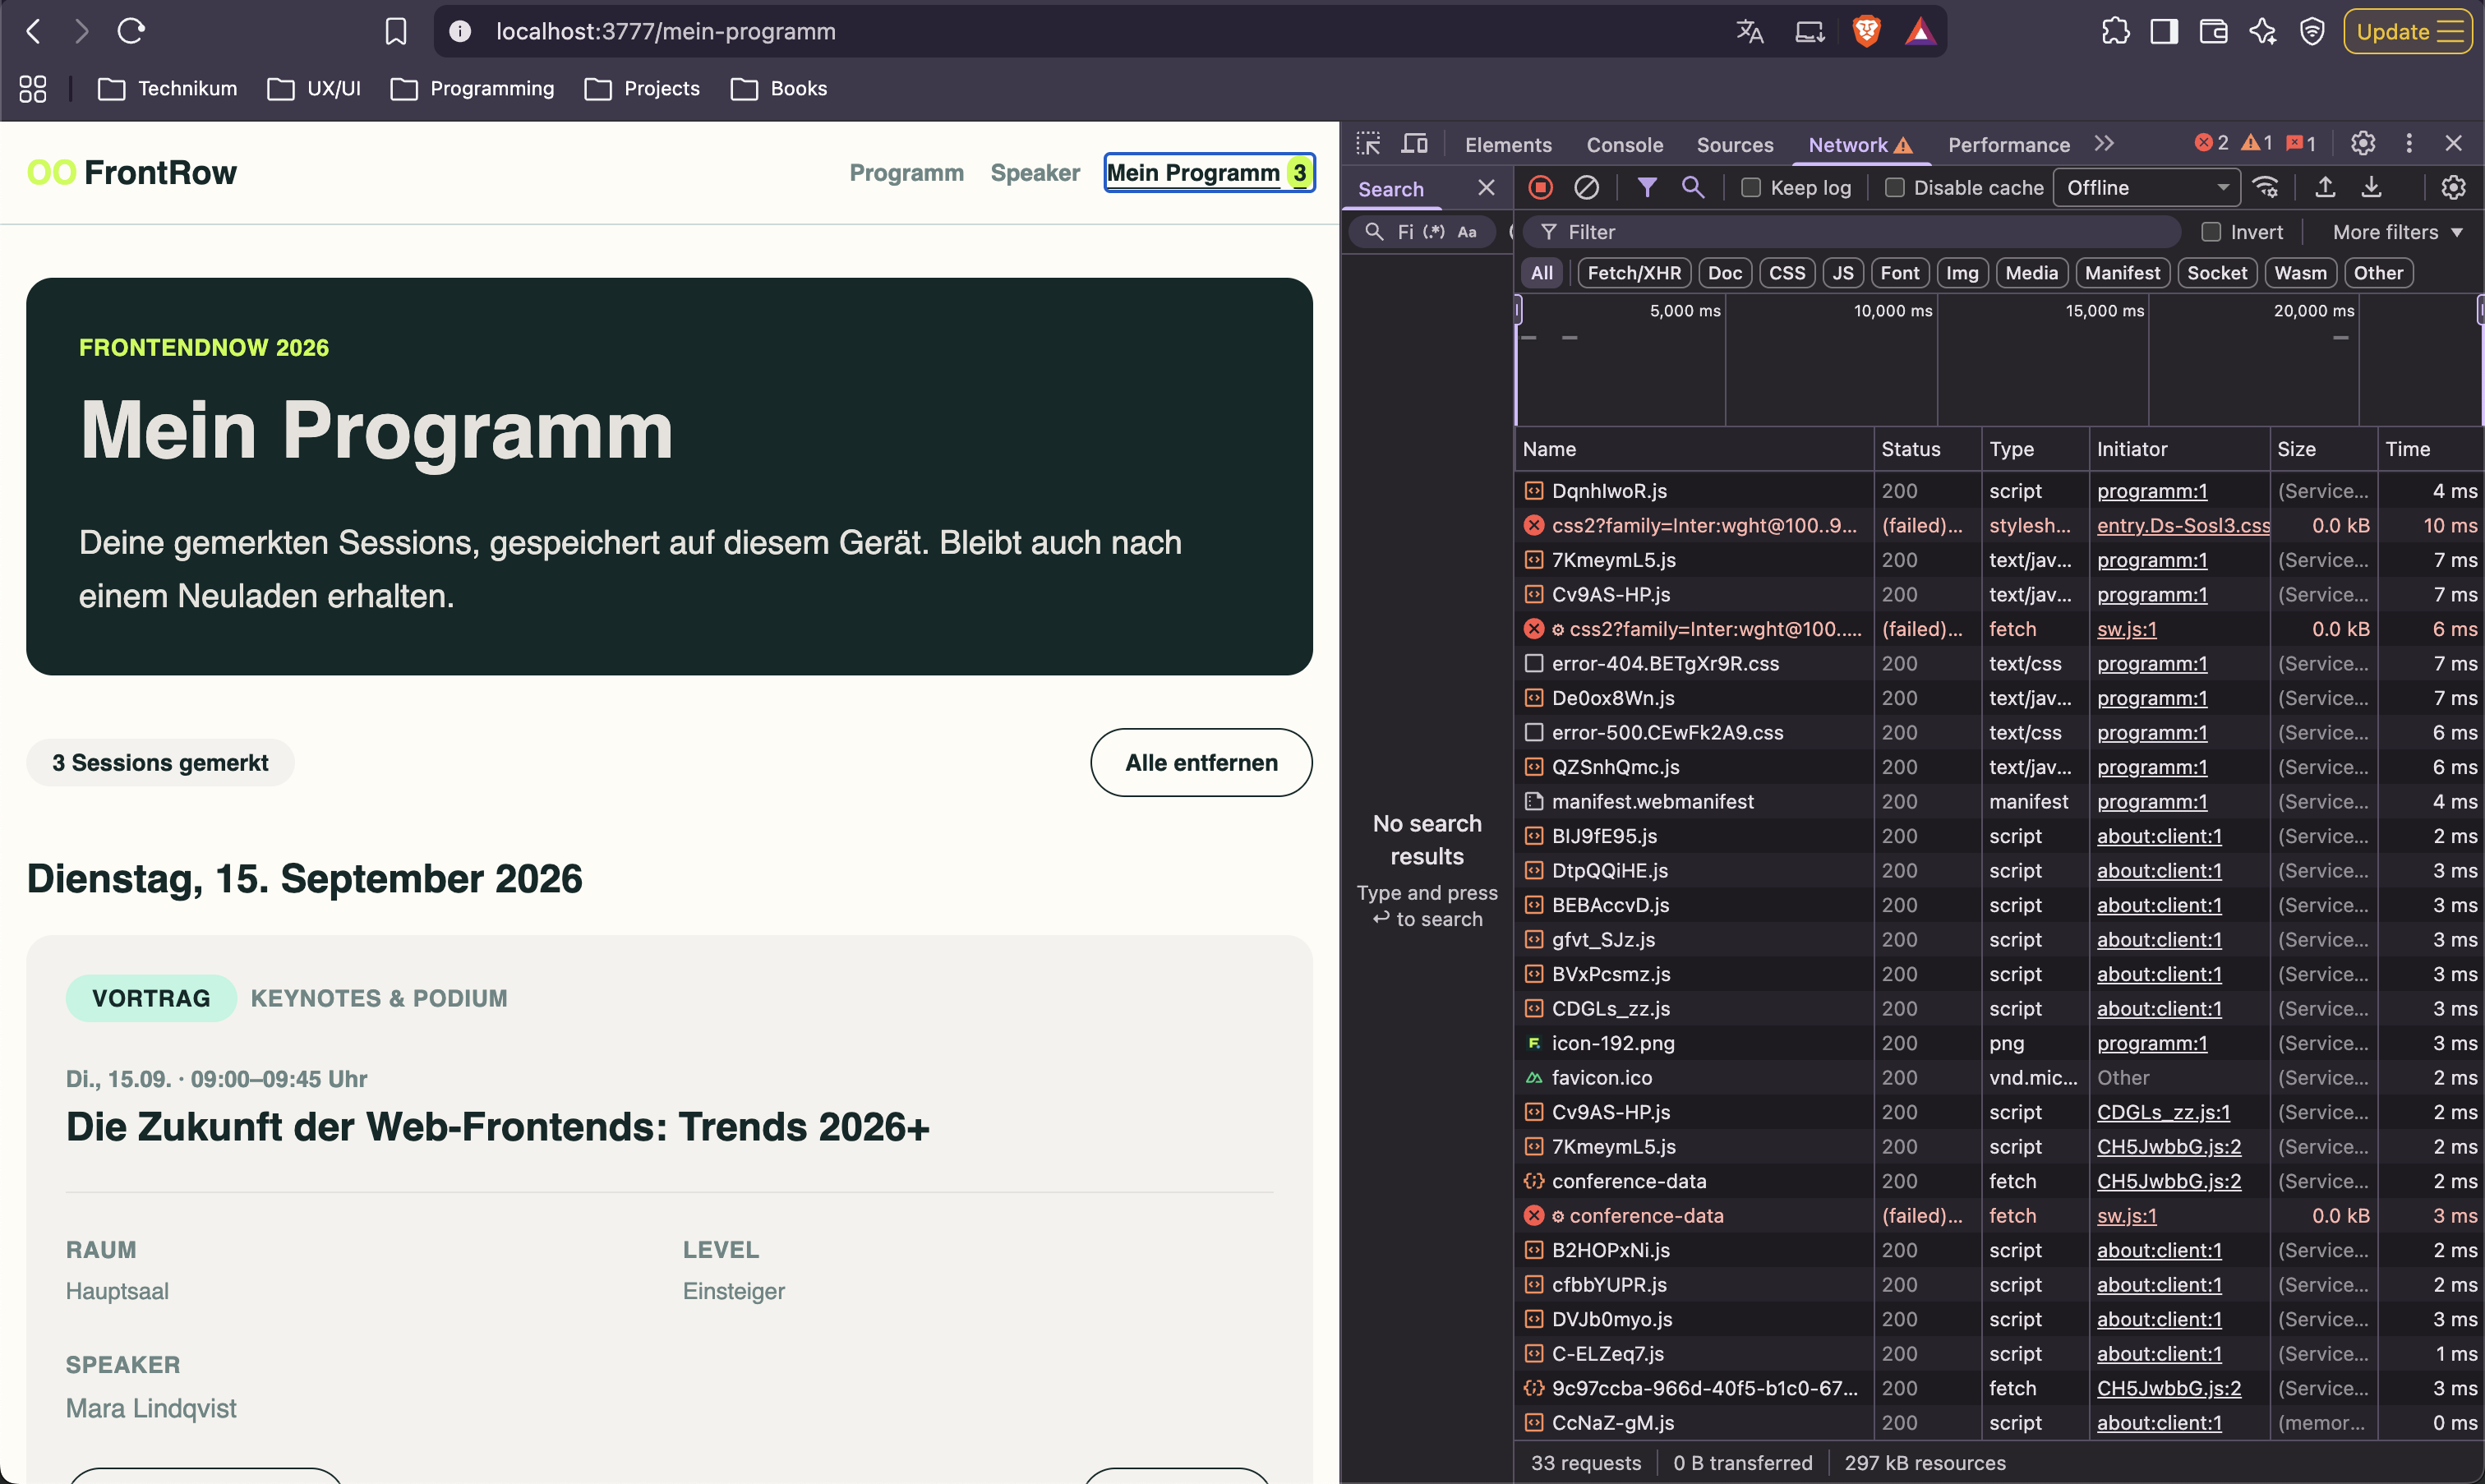 localhost:3777/mein-programm
Update
Technikum
UX/UI
Programming
Projects
Books
FrontRow
Programm
Speaker
Mein Programm 3
FRONTENDNOW 2026
Mein Programm
Deine gemerkten Sessions, gespeichert auf diesem Gerät. Bleibt auch nach
einem Neuladen erhalten.
3 Sessions gemerkt
Alle entfernen
Dienstag, 15. September 2026
VORTRAG
KEYNOTES & PODIUM
Di., 15.09. · 09:00–09:45 Uhr
Die Zukunft der Web-Frontends: Trends 2026+
RAUM
Hauptsaal
LEVEL
Einsteiger
SPEAKER
Mara Lindqvist
Elements
Console
Sources
Network
Performance
2
1
1
Search
Keep log
Disable cache
Offline
Fi (.*) Aa
Filter
Invert
More filters
All
Fetch/XHR
Doc
CSS
JS
Font
Img
Media
Manifest
Socket
Wasm
Other
5,000 ms
10,000 ms
15,000 ms
20,000 ms
No search
results
Type and press
↩ to search
Name Status Type Initiator Size Time
DqnhIwoR.js 200 script programm:1 (Service... 4 ms
css2?family=Inter:wght@100..9... (failed)... stylesh... entry.Ds-Sosl3.css 0.0 kB 10 ms
7KmeymL5.js 200 text/jav... programm:1 (Service... 7 ms
Cv9AS-HP.js 200 text/jav... programm:1 (Service... 7 ms
css2?family=Inter:wght@100..... (failed)... fetch sw.js:1 0.0 kB 6 ms
error-404.BETgXr9R.css 200 text/css programm:1 (Service... 7 ms
De0ox8Wn.js 200 text/jav... programm:1 (Service... 7 ms
error-500.CEwFk2A9.css 200 text/css programm:1 (Service... 6 ms
QZSnhQmc.js 200 text/jav... programm:1 (Service... 6 ms
manifest.webmanifest 200 manifest programm:1 (Service... 4 ms
BIJ9fE95.js 200 script about:client:1 (Service... 2 ms
DtpQQiHE.js 200 script about:client:1 (Service... 3 ms
BEBAccvD.js 200 script about:client:1 (Service... 3 ms
gfvt_SJz.js 200 script about:client:1 (Service... 3 ms
BVxPcsmz.js 200 script about:client:1 (Service... 3 ms
CDGLs_zz.js 200 script about:client:1 (Service... 3 ms
icon-192.png 200 png programm:1 (Service... 3 ms
favicon.ico 200 vnd.mic... Other (Service... 2 ms
Cv9AS-HP.js 200 script CDGLs_zz.js:1 (Service... 2 ms
7KmeymL5.js 200 script CH5JwbbG.js:2 (Service... 2 ms
conference-data 200 fetch CH5JwbbG.js:2 (Service... 2 ms
conference-data (failed)... fetch sw.js:1 0.0 kB 3 ms
B2HOPxNi.js 200 script about:client:1 (Service... 2 ms
cfbbYUPR.js 200 script about:client:1 (Service... 2 ms
DVJb0myo.js 200 script about:client:1 (Service... 3 ms
C-ELZeq7.js 200 script about:client:1 (Service... 1 ms
9c97ccba-966d-40f5-b1c0-67... 200 fetch CH5JwbbG.js:2 (Service... 3 ms
CcNaZ-gM.js 200 script about:client:1 (memor... 0 ms
33 requests
0 B transferred
297 kB resources